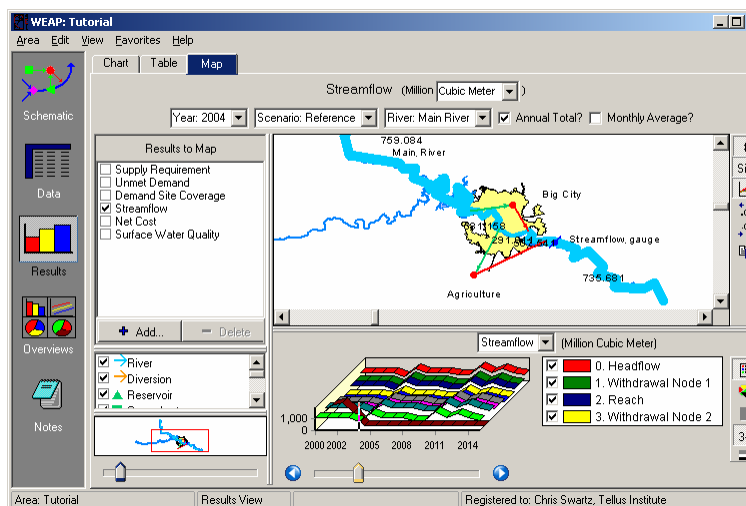 WEAP: Tutorial
Area Edit View Favorites Help
Chart Table Map
Streamflow (Million Cubic Meter )
Year: 2004 Scenario: Reference River: Main River Annual Total? Monthly Average?
Schematic
Data
Results
Overviews
Notes
Results to Map
Supply Requirement
Unmet Demand
Demand Site Coverage
Streamflow
Net Cost
Surface Water Quality
Add... Delete
River
Diversion
Reservoir
759.084
Main, River
Big City
Streamflow, gauge
735.681
Agriculture
Streamflow (Million Cubic Meter)
0. Headflow
1. Withdrawal Node 1
2. Reach
3. Withdrawal Node 2
1,000
0
2000 2002 2005 2008 2011 2014
Area: Tutorial Results View Registered to: Chris Swartz, Tellus Institute